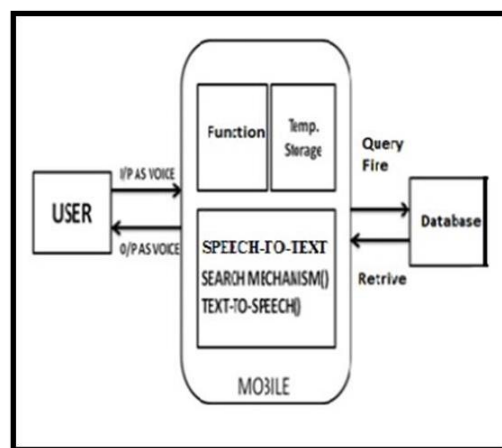 USER
I/P AS VOICE
O/P AS VOICE
Function
Temp.
Storage
SPEECH-TO-TEXT
SEARCH MECHANISM()
TEXT-TO-SPEECH()
MOBILE
Query
Fire
Retrive
Database